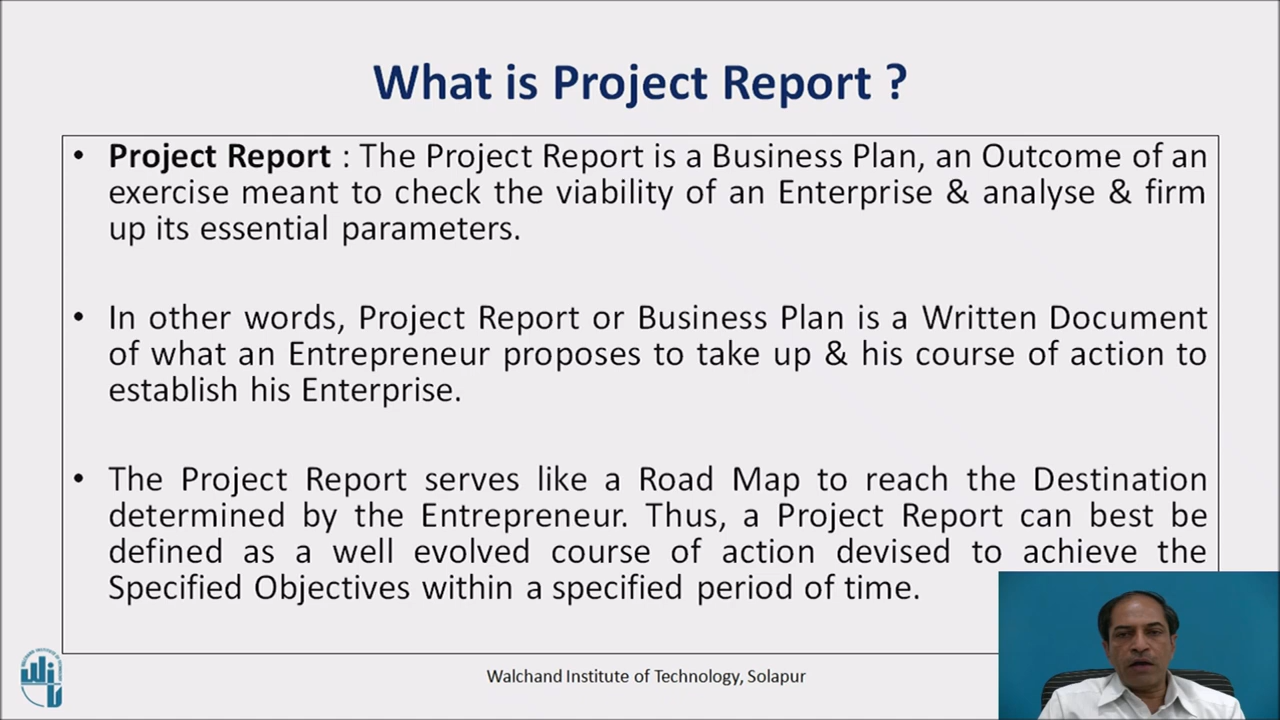 What is Project Report ?
• Project Report : The Project Report is a Business Plan, an Outcome of an
exercise meant to check the viability of an Enterprise & analyse & firm
up its essential parameters.
• In other words, Project Report or Business Plan is a Written Document
of what an Entrepreneur proposes to take up & his course of action to
establish his Enterprise.
• The Project Report serves like a Road Map to reach the Destination
determined by the Entrepreneur. Thus, a Project Report can best be
defined as a well evolved course of action devised to achieve the
Specified Objectives within a specified period of time.
Walchand Institute of Technology, Solapur